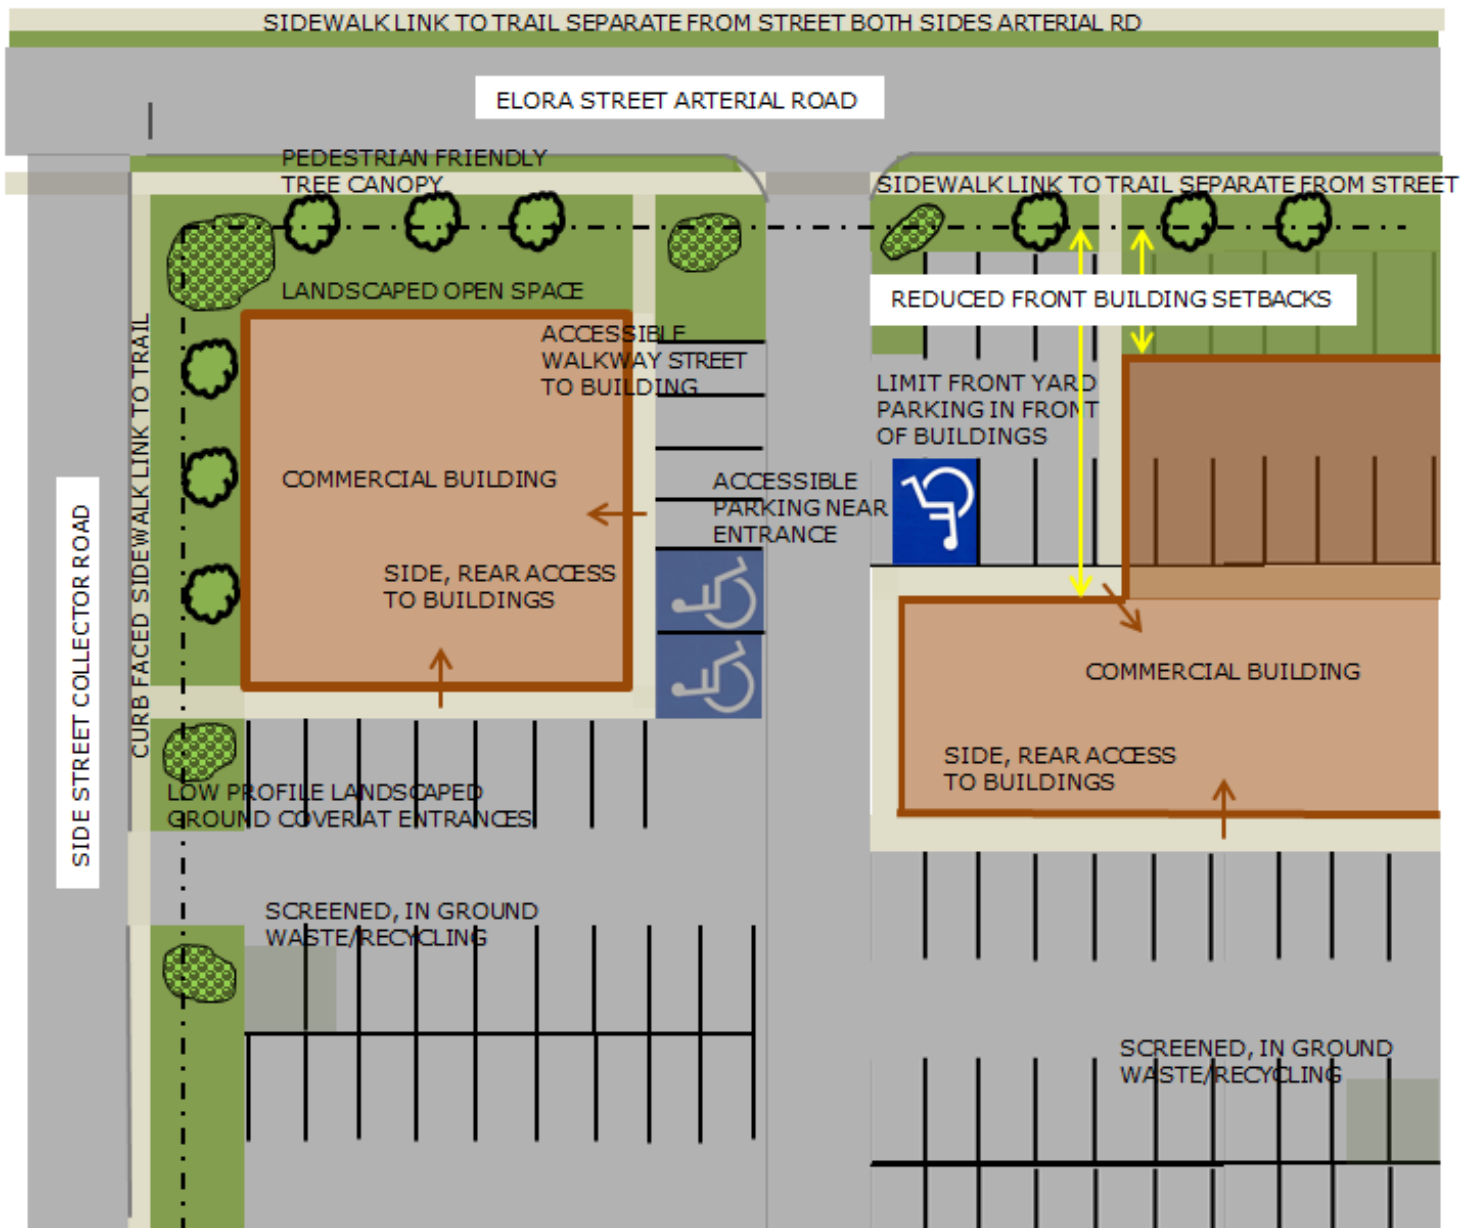 SIDEWALK LINK TO TRAIL SEPARATE FROM STREET BOTH SIDES ARTERIAL RD
ELORA STREET ARTERIAL ROAD
PEDESTRIAN FRIENDLY
TREE CANOPY
SIDEWALK LINK TO TRAIL SEPARATE FROM STREET
LANDSCAPED OPEN SPACE
REDUCED FRONT BUILDING SETBACKS
ACCESSIBLE
WALKWAY STREET
TO BUILDING
LIMIT FRONT YARD
PARKING IN FRONT
OF BUILDINGS
COMMERCIAL BUILDING
ACCESSIBLE
PARKING NEAR
ENTRANCE
SIDE, REAR ACCESS
TO BUILDINGS
CURB FACED SIDEWALK LINK TO TRAIL
SIDE STREET COLLECTOR ROAD
COMMERCIAL BUILDING
SIDE, REAR ACCESS
TO BUILDINGS
LOW PROFILE LANDSCAPED
GROUND COVER AT ENTRANCES
SCREENED, IN GROUND
WASTE/RECYCLING
SCREENED, IN GROUND
WASTE/RECYCLING